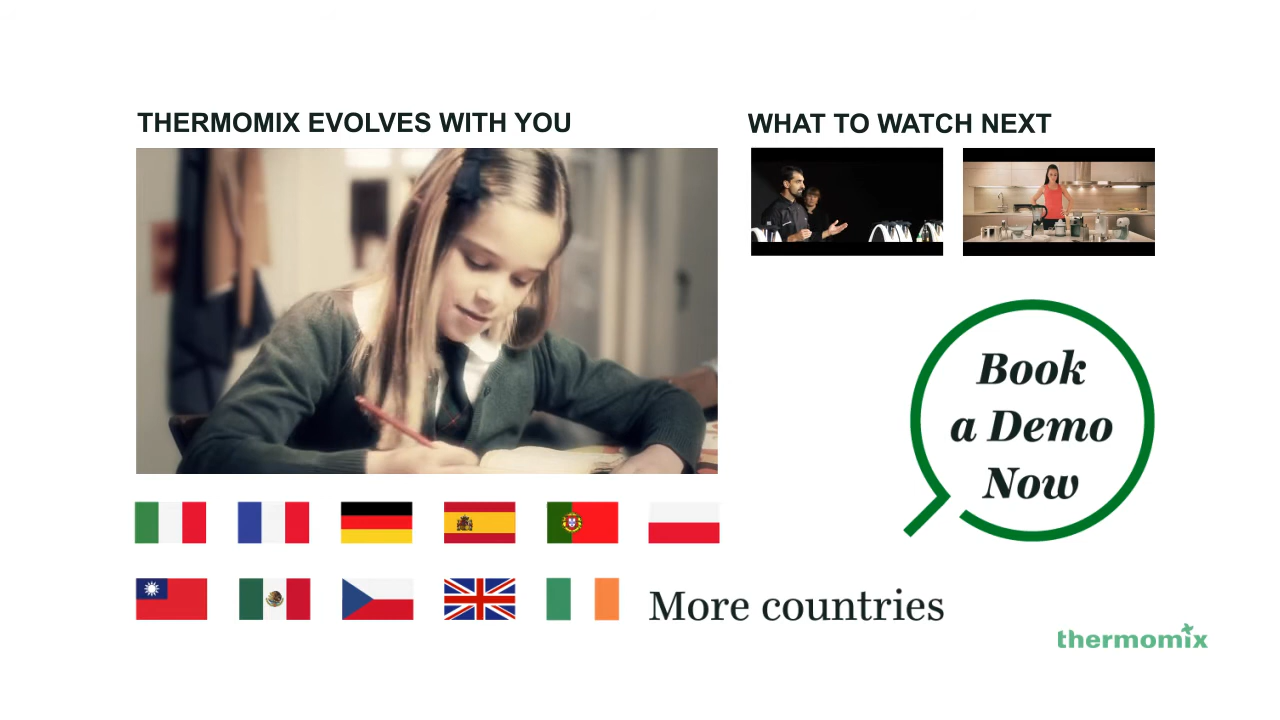 THERMOMIX EVOLVES WITH YOU
WHAT TO WATCH NEXT
Book
a Demo
Now
More countries
thermomix